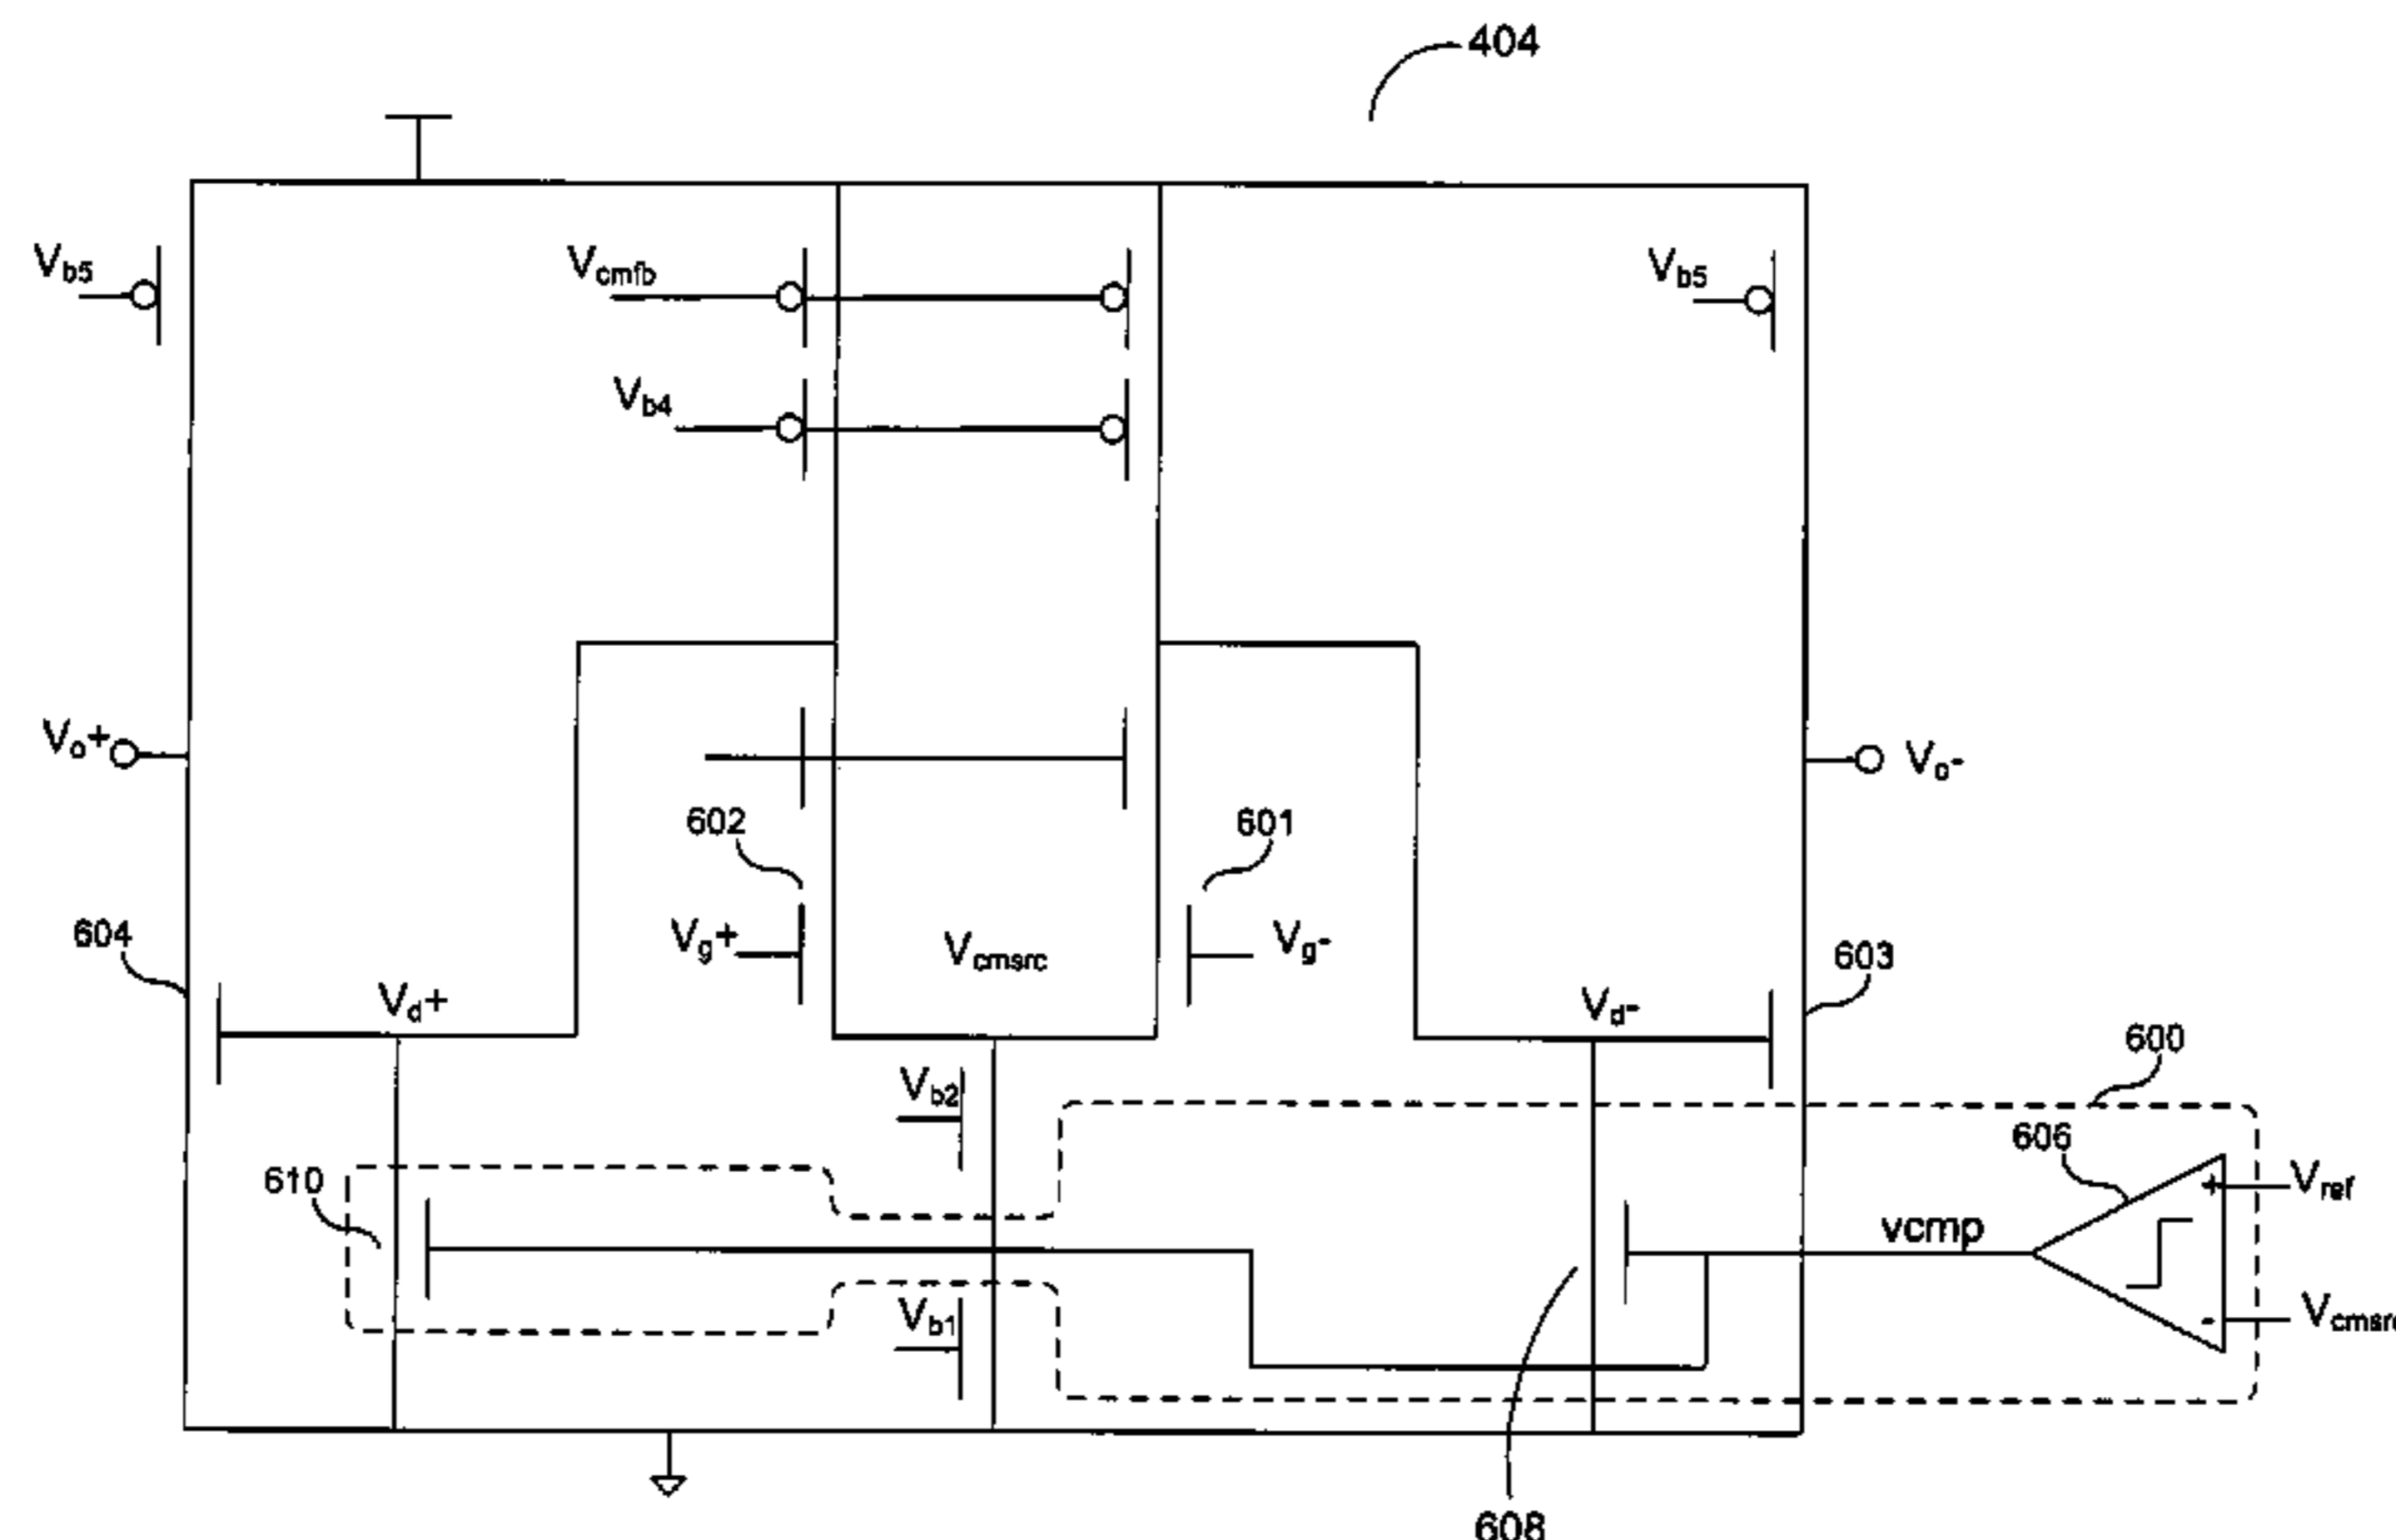 404
Vb5
Vcmfb
Vb5
Vb4
Vo+
Vo-
602
601
604
Vg+
Vcmsrc
Vg-
603
Vd+
Vd-
600
Vb2
606
610
+
Vref
vcmp
Vb1
-
Vcmsrc
608